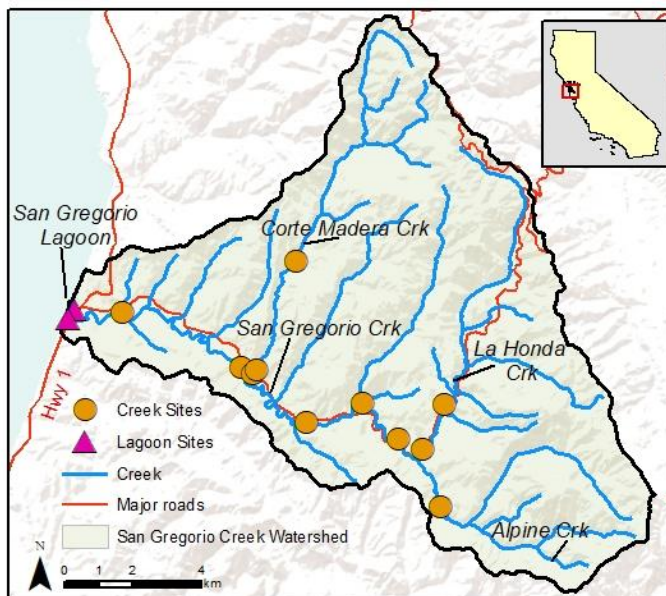 San Gregorio
Lagoon
Corte Madera Crk
San Gregorio Crk
La Honda
Crk
Hwy 1
Creek Sites
Lagoon Sites
Creek
Major roads
San Gregorio Creek Watershed
Alpine Crk
N
0 2 4
km